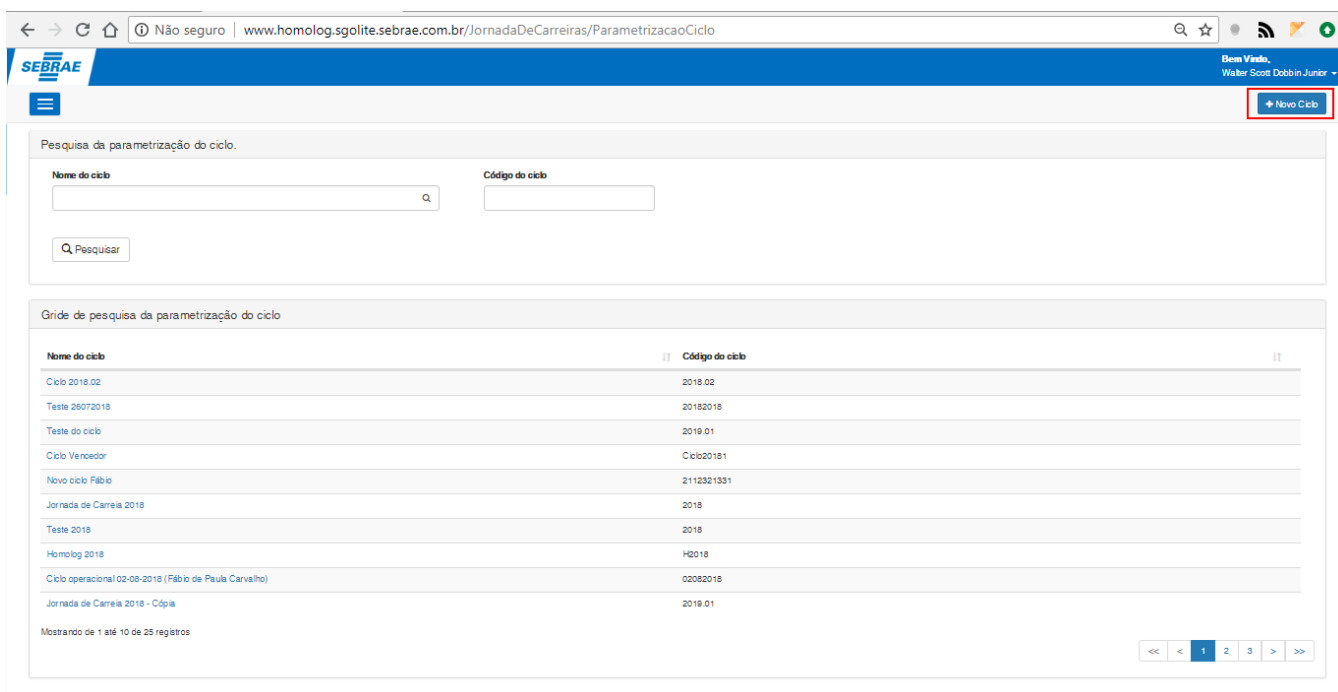 Não seguro | www.homolog.sgolite.sebrae.com.br/JornadaDeCarreiras/ParametrizacaoCiclo
SEBRAE
Bem Vindo,
Walter Scott Dobbin Junior
+ Novo Ciclo
Pesquisa da parametrização do ciclo.
Nome do ciclo Código do ciclo
Pesquisar
Gride de pesquisa da parametrização do ciclo
Nome do ciclo Código do ciclo
Ciclo 2018.02 2018.02
Teste 26072018 20182018
Teste do ciclo 2019.01
Ciclo Vencedor Ciclo20181
Novo ciclo Fábio 2112321331
Jornada de Carreia 2018 2018
Teste 2018 2018
Homolog 2018 H2018
Ciclo operacional 02-08-2018 (Fábio de Paula Carvalho) 02082018
Jornada de Carreia 2018 - Cópia 2019.01
Mostrando de 1 até 10 de 25 registros
<< < 1 2 3 > >>